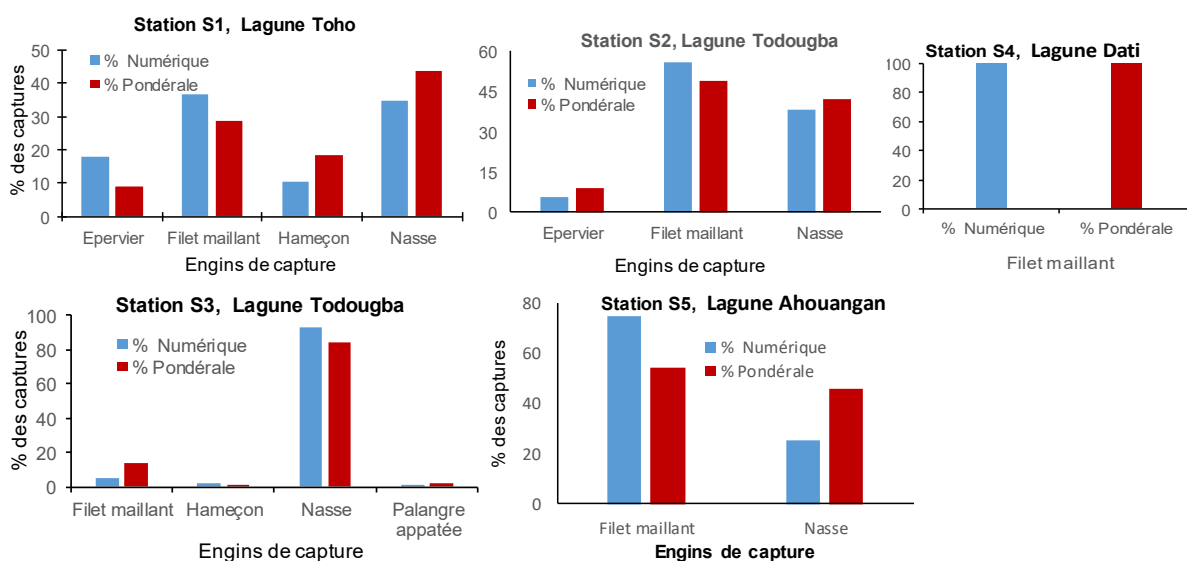 Station S1, Lagune Toho
% Numérique
% Pondérale
% des captures
50
40
30
20
10
0
Epervier Filet maillant Hameçon Nasse
Engins de capture
Station S2, Lagune Todougba
% Numérique
% Pondérale
60
45
30
15
0
Epervier Filet maillant Nasse
Engins de capture
Station S4, Lagune Dati
100
80
60
40
20
0
% Numérique % Pondérale
Filet maillant
Station S3, Lagune Todougba
% Numérique
% Pondérale
% des captures
100
80
60
40
20
0
Filet maillant Hameçon Nasse Palangre
appatée
Engins de capture
Station S5, Lagune Ahouangan
% Numérique
% Pondérale
% des captures
80
60
40
20
0
Filet maillant Nasse
Engins de capture